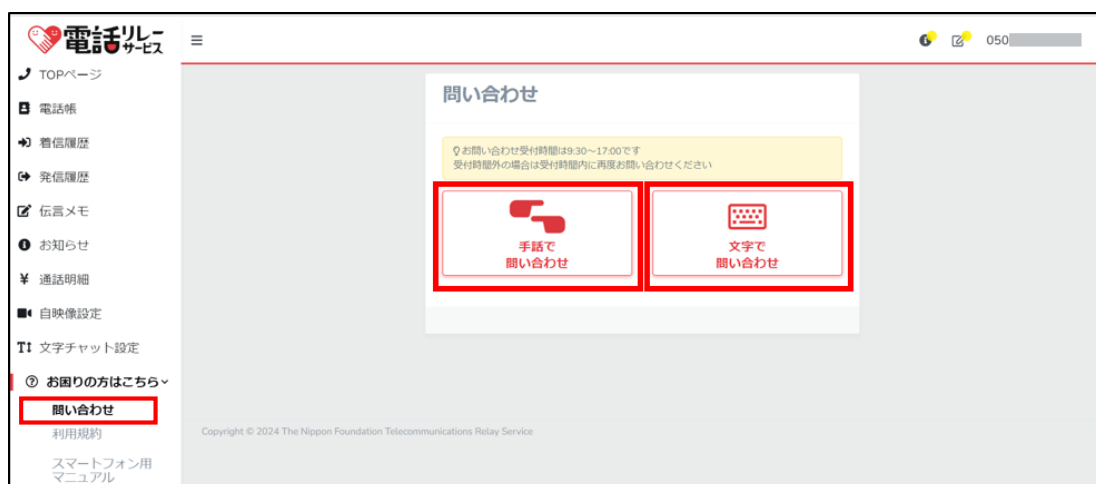 電話リレーサービス
050
TOPページ
電話帳
着信履歴
発信履歴
伝言メモ
お知らせ
¥ 通話明細
自映像設定
文字チャット設定
お困りの方はこちら
問い合わせ
利用規約
スマートフォン用
マニュアル
問い合わせ
お問い合わせ受付時間は9:30～17:00です
受付時間外の場合は受付時間内に再度お問い合わせください
手話で
問い合わせ
文字で
問い合わせ
Copyright © 2024 The Nippon Foundation Telecommunications Relay Service